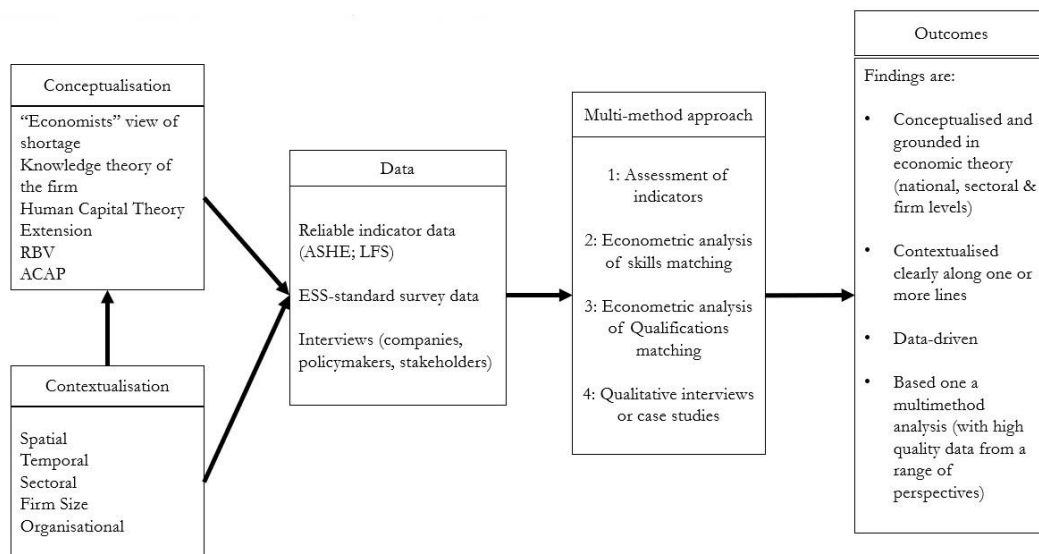 Conceptualisation
“Economists” view of
shortage
Knowledge theory of
the firm
Human Capital Theory
Extension
RBV
ACAP
Contextualisation
Spatial
Temporal
Sectoral
Firm Size
Organisational
Data
Reliable indicator data
(ASHE; LFS)
ESS-standard survey data
Interviews (companies,
policymakers, stakeholders)
Multi-method approach
1: Assessment of
indicators
2: Econometric analysis
of skills matching
3: Econometric analysis
of Qualifications
matching
4: Qualitative interviews
or case studies
Outcomes
Findings are:
• Conceptualised and
grounded in
economic theory
(national, sectoral &
firm levels)
• Contextualised
clearly along one or
more lines
• Data-driven
• Based one a
multimethod
analysis (with high
quality data from a
range of
perspectives)